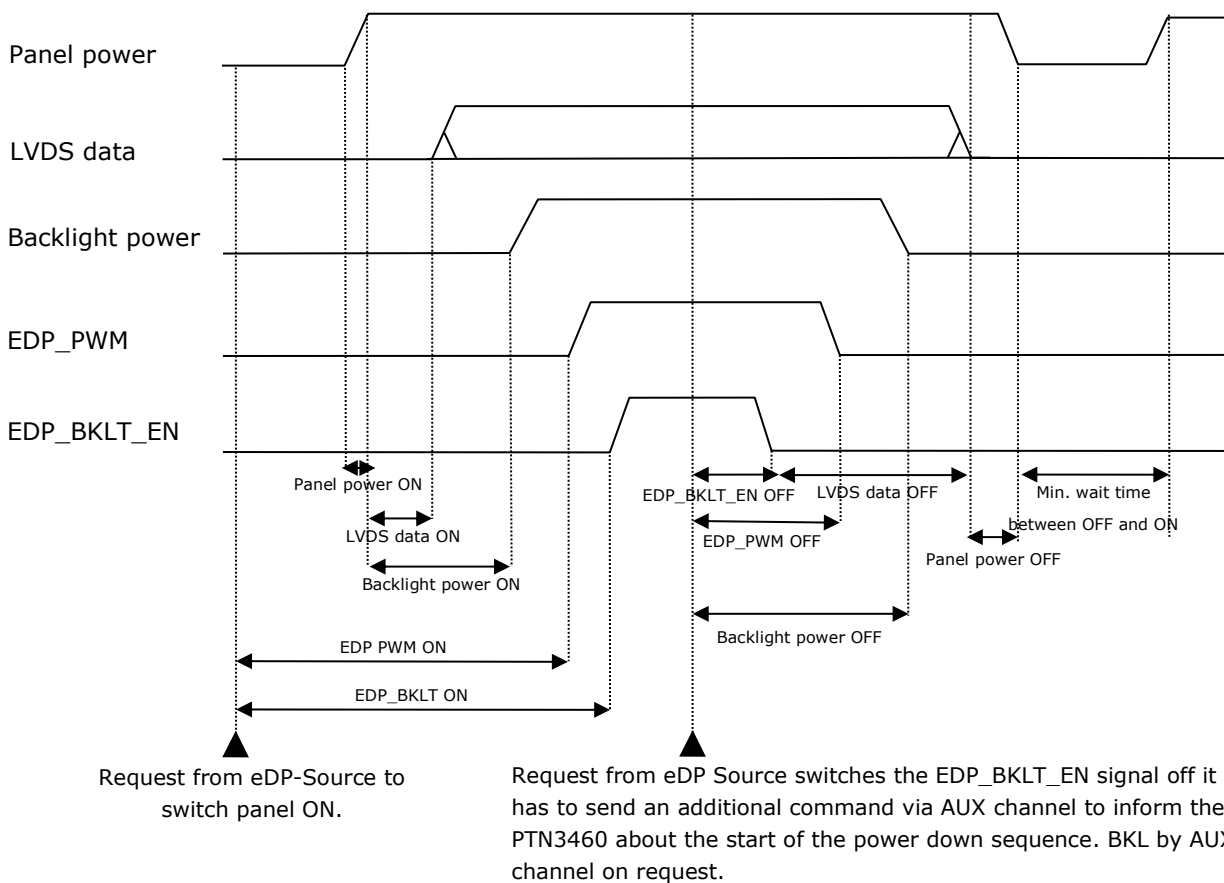 Panel power
LVDS data
Backlight power
EDP_PWM
EDP_BKLT_EN
Panel power ON
EDP_BKLT_EN OFF
LVDS data OFF
Min. wait time
between OFF and ON
LVDS data ON
EDP_PWM OFF
Panel power OFF
Backlight power ON
Backlight power OFF
EDP PWM ON
EDP_BKLT ON
Request from eDP-Source to
switch panel ON.
Request from eDP Source switches the EDP_BKLT_EN signal off it
has to send an additional command via AUX channel to inform the
PTN3460 about the start of the power down sequence. BKL by AUX
channel on request.